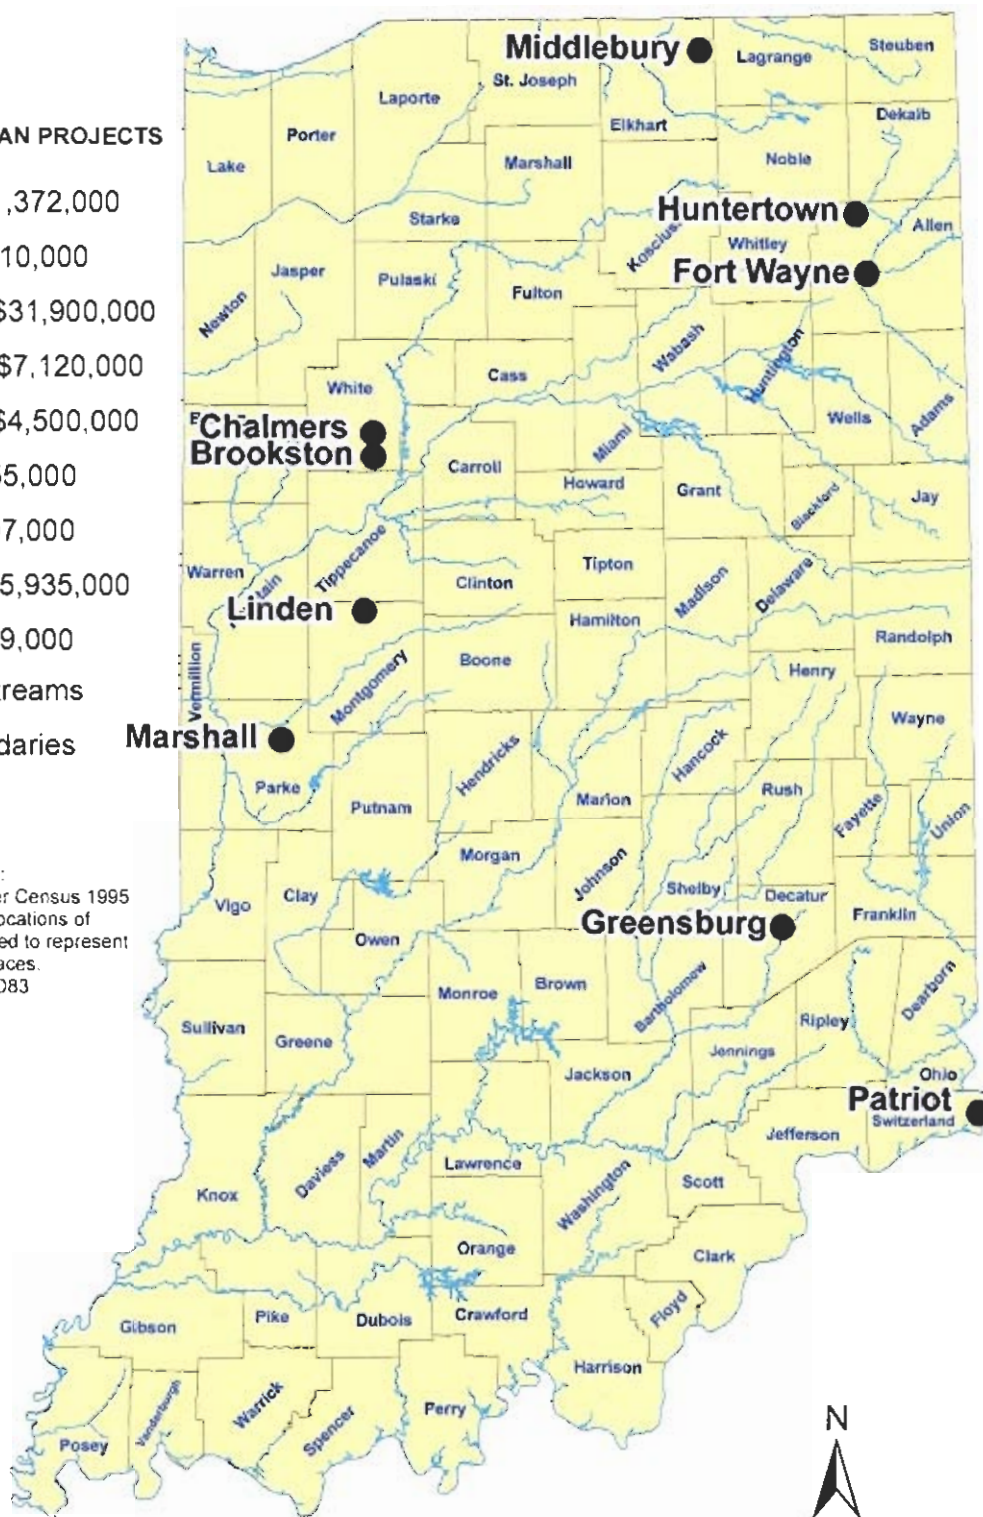 AN PROJECTS
,372,000
10,000
$31,900,000
$7,120,000
$4,500,000
5,000
7,000
5,935,000
9,000
treams
daries
:
er Census 1995
ocations of
ed to represent
aces.
083
Middlebury
Lagrange
Steuben
St. Joseph
Laporte
Elkhart
Dekalb
Porter
Lake
Marshall
Noble
Huntertown
Starke
Allen
Koscius
Whitley
Jasper
Fort Wayne
Pulaski
Fulton
Newton
Wabash
Huntington
White
Cass
Wells
Adams
Chalmers
Brookston
Miami
Carroll
Howard
Grant
Blackford
Jay
Warren
tain
Tippecanoe
Clinton
Tipton
Madison
Delaware
Linden
Hamilton
Randolph
Vermillion
Montgomery
Boone
Henry
Wayne
Marshall
Parke
Putnam
Hendricks
Marion
Hancock
Rush
Fayette
Union
Morgan
Johnson
Shelby
Decatur
Vigo
Clay
Franklin
Owen
Greensburg
Monroe
Brown
Bartholomew
Dearborn
Sullivan
Greene
Ripley
Jennings
Jackson
Ohio
Patriot
Switzerland
Jefferson
Daviess
Martin
Lawrence
Washington
Scott
Knox
Orange
Clark
Gibson
Pike
Dubois
Crawford
Floyd
Harrison
Posey
Vanderburgh
Warrick
Spencer
Perry
N